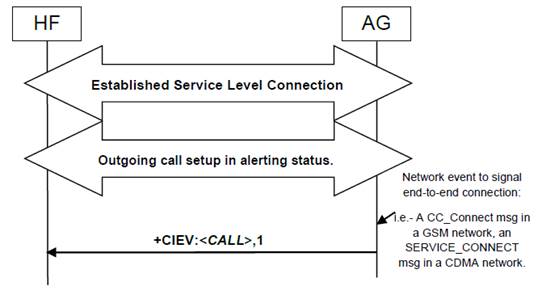 HF
AG
Established Service Level Connection
Outgoing call setup in alerting status.
Network event to signal
end-to-end connection:
i.e.- A CC_Connect msg in
a GSM network, an
SERVICE_CONNECT
msg in a CDMA network.
+CIEV:<CALL>,1